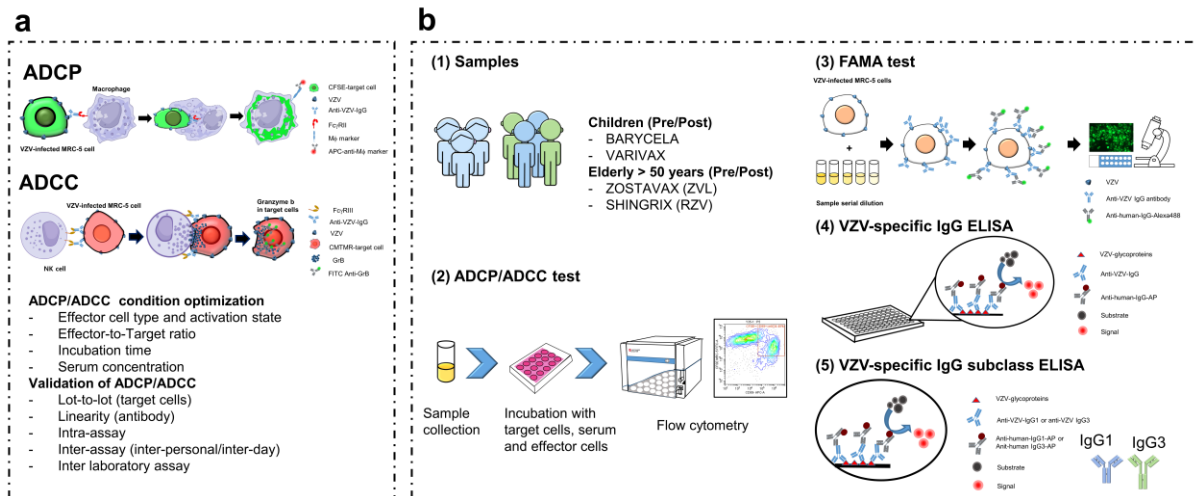 a
ADCP
Macrophage
VZV-infected MRC-5 cell
CFSE-target cell
VZV
Anti-VZV-IgG
FcγRII
Mϕ marker
APC-anti-Mϕ marker
ADCC
VZV-infected MRC-5 cell
Granzyme b
in target cells
NK cell
FcγRIII
Anti-VZV-IgG
VZV
CMTMR-target cell
GrB
FITC Anti-GrB
ADCP/ADCC condition optimization
- Effector cell type and activation state
- Effector-to-Target ratio
- Incubation time
- Serum concentration
Validation of ADCP/ADCC
- Lot-to-lot (target cells)
- Linearity (antibody)
- Intra-assay
- Inter-assay (inter-personal/inter-day)
- Inter laboratory assay
b
(1) Samples
Children (Pre/Post)
- BARYCELA
- VARIVAX
Elderly > 50 years (Pre/Post)
- ZOSTAVAX (ZVL)
- SHINGRIX (RZV)
(2) ADCP/ADCC test
Sample
collection
Incubation with
target cells, serum
and effector cells
Flow cytometry
(3) FAMA test
VZV-infected MRC-5 cells
+
Sample serial dilution
VZV
Anti-VZV IgG antibody
Anti-human-IgG-Alexa488
(4) VZV-specific IgG ELISA
VZV-glycoproteins
Anti-VZV-IgG
Anti-human-IgG-AP
Substrate
Signal
(5) VZV-specific IgG subclass ELISA
VZV-glycoproteins
Anti-VZV-IgG1 or anti-VZV IgG3
Anti-human-IgG1-AP or
Anit-human IgG3-AP
Substrate
Signal
IgG1
IgG3